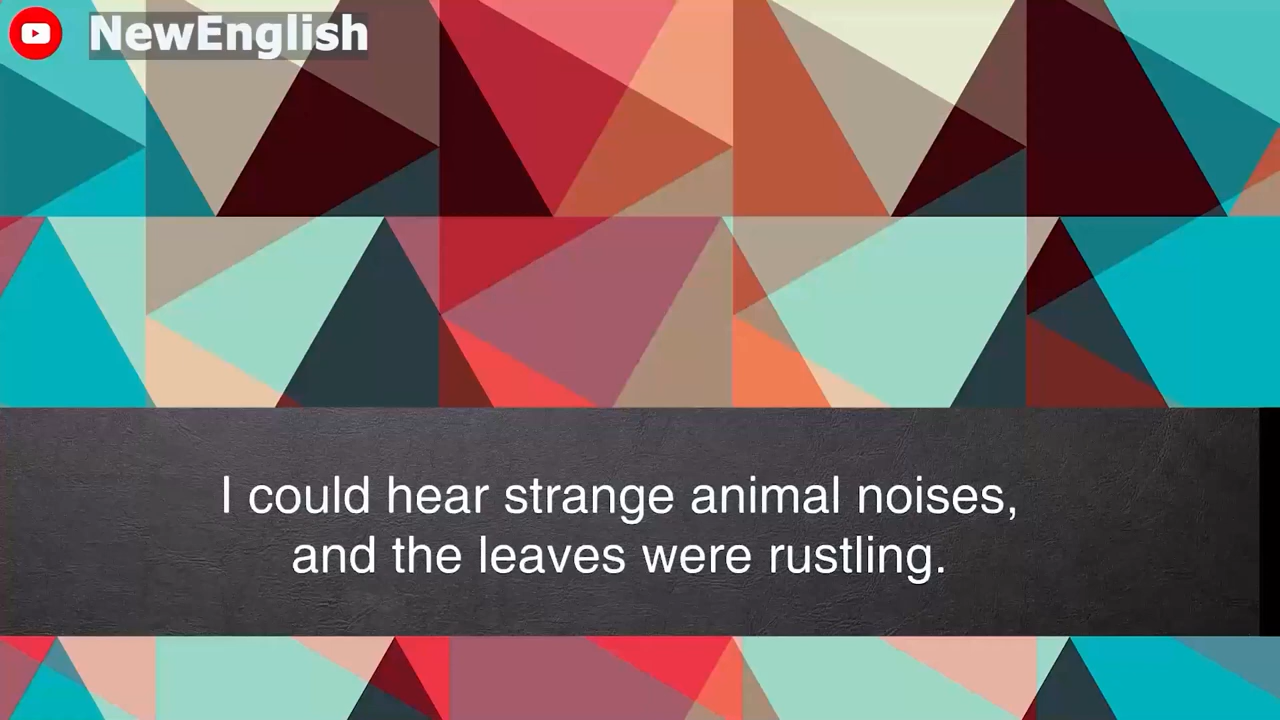 NewEnglish
I could hear strange animal noises,
and the leaves were rustling.